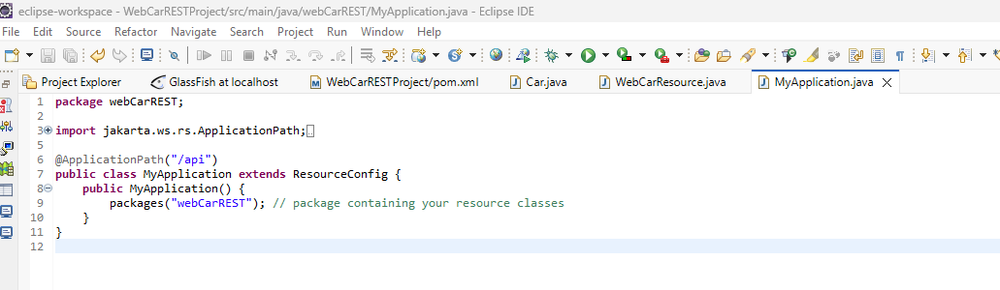 eclipse-workspace - WebCarRESTProject/src/main/java/webCarREST/MyApplication.java - Eclipse IDE
File Edit Source Refactor Navigate Search Project Run Window Help
Project Explorer GlassFish at localhost WebCarRESTProject/pom.xml Car.java WebCarResource.java MyApplication.java
1 package webCarREST;
2
3 import jakarta.ws.rs.ApplicationPath;
5
6 @ApplicationPath("/api")
7 public class MyApplication extends ResourceConfig {
8 public MyApplication() {
9 packages("webCarREST"); // package containing your resource classes
10 }
11 }
12